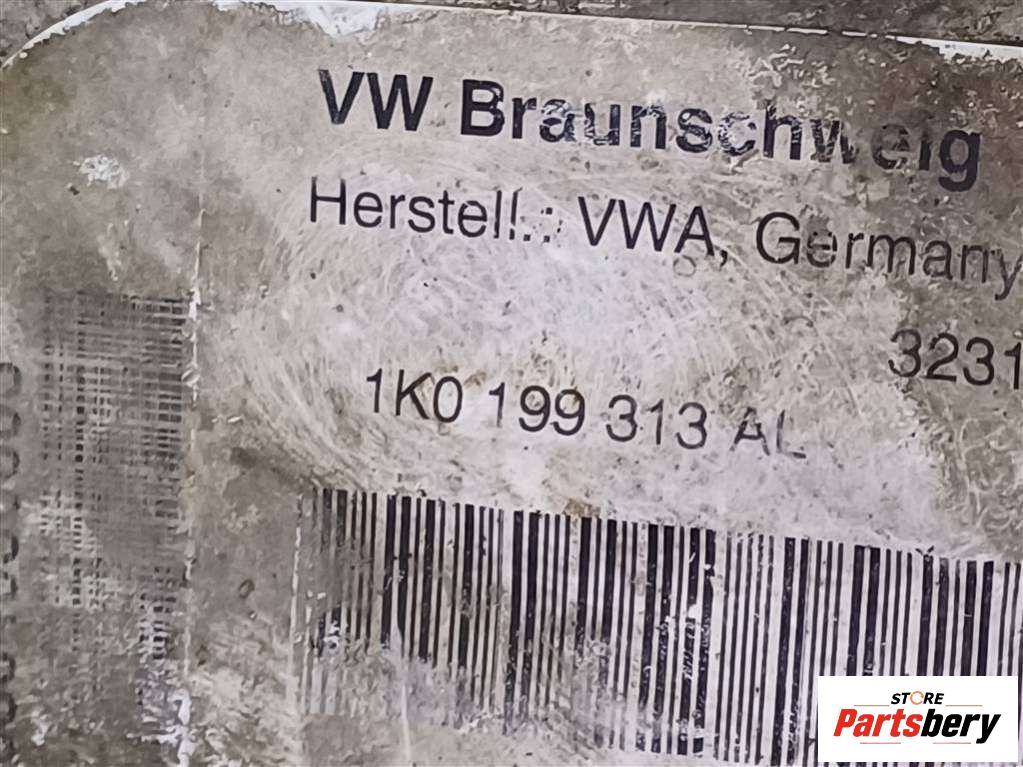 VW Braunschweig
Herstell.: VWA, Germany
3231
1K0 199 313 AL
STORE
Partsbery